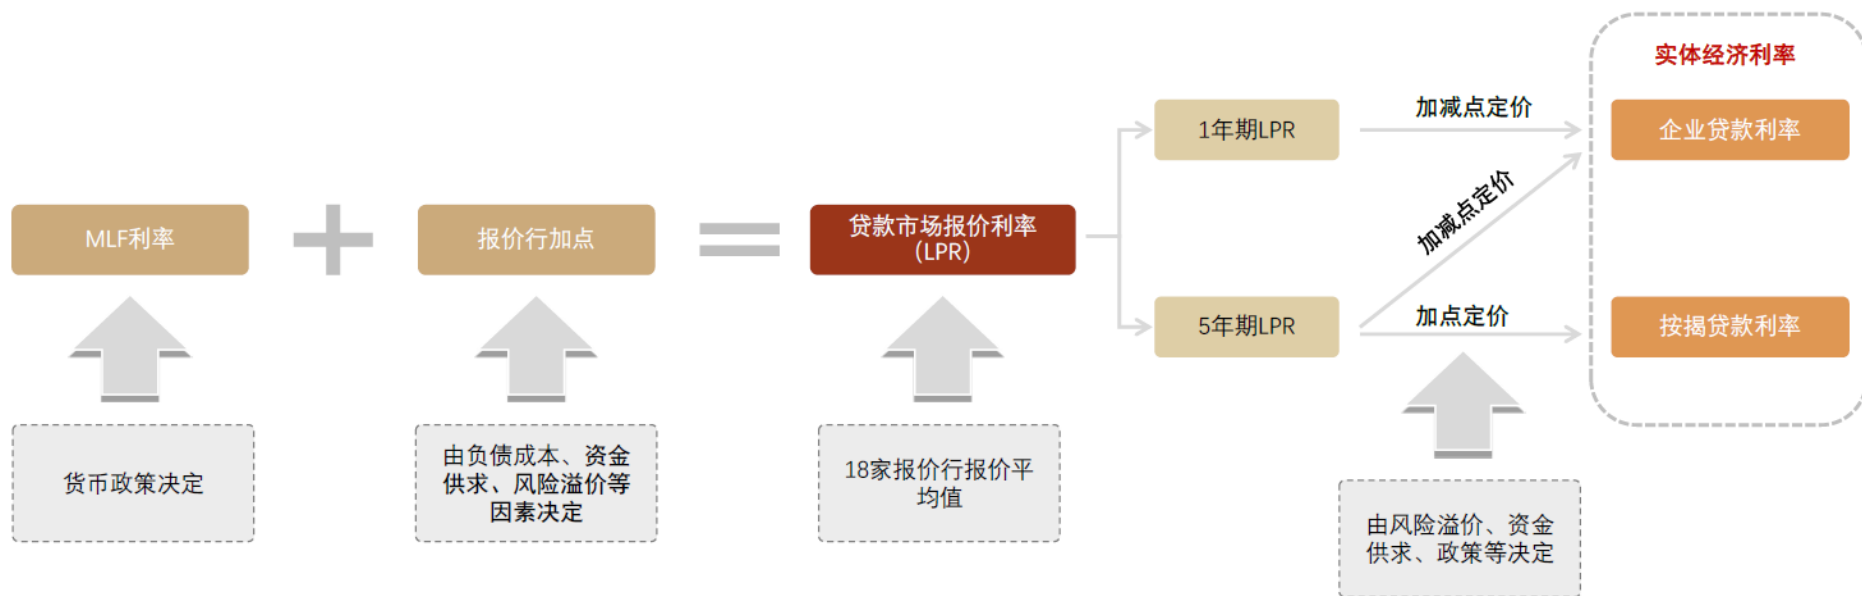 实体经济利率
1年期LPR
加减点定价
企业贷款利率
MLF利率
报价行加点
贷款市场报价利率
（LPR）
加减点定价
5年期LPR
加点定价
按揭贷款利率
货币政策决定
由负债成本、资金
供求、风险溢价等
因素决定
18家报价行报价平
均值
由风险溢价、资金
供求、政策等决定